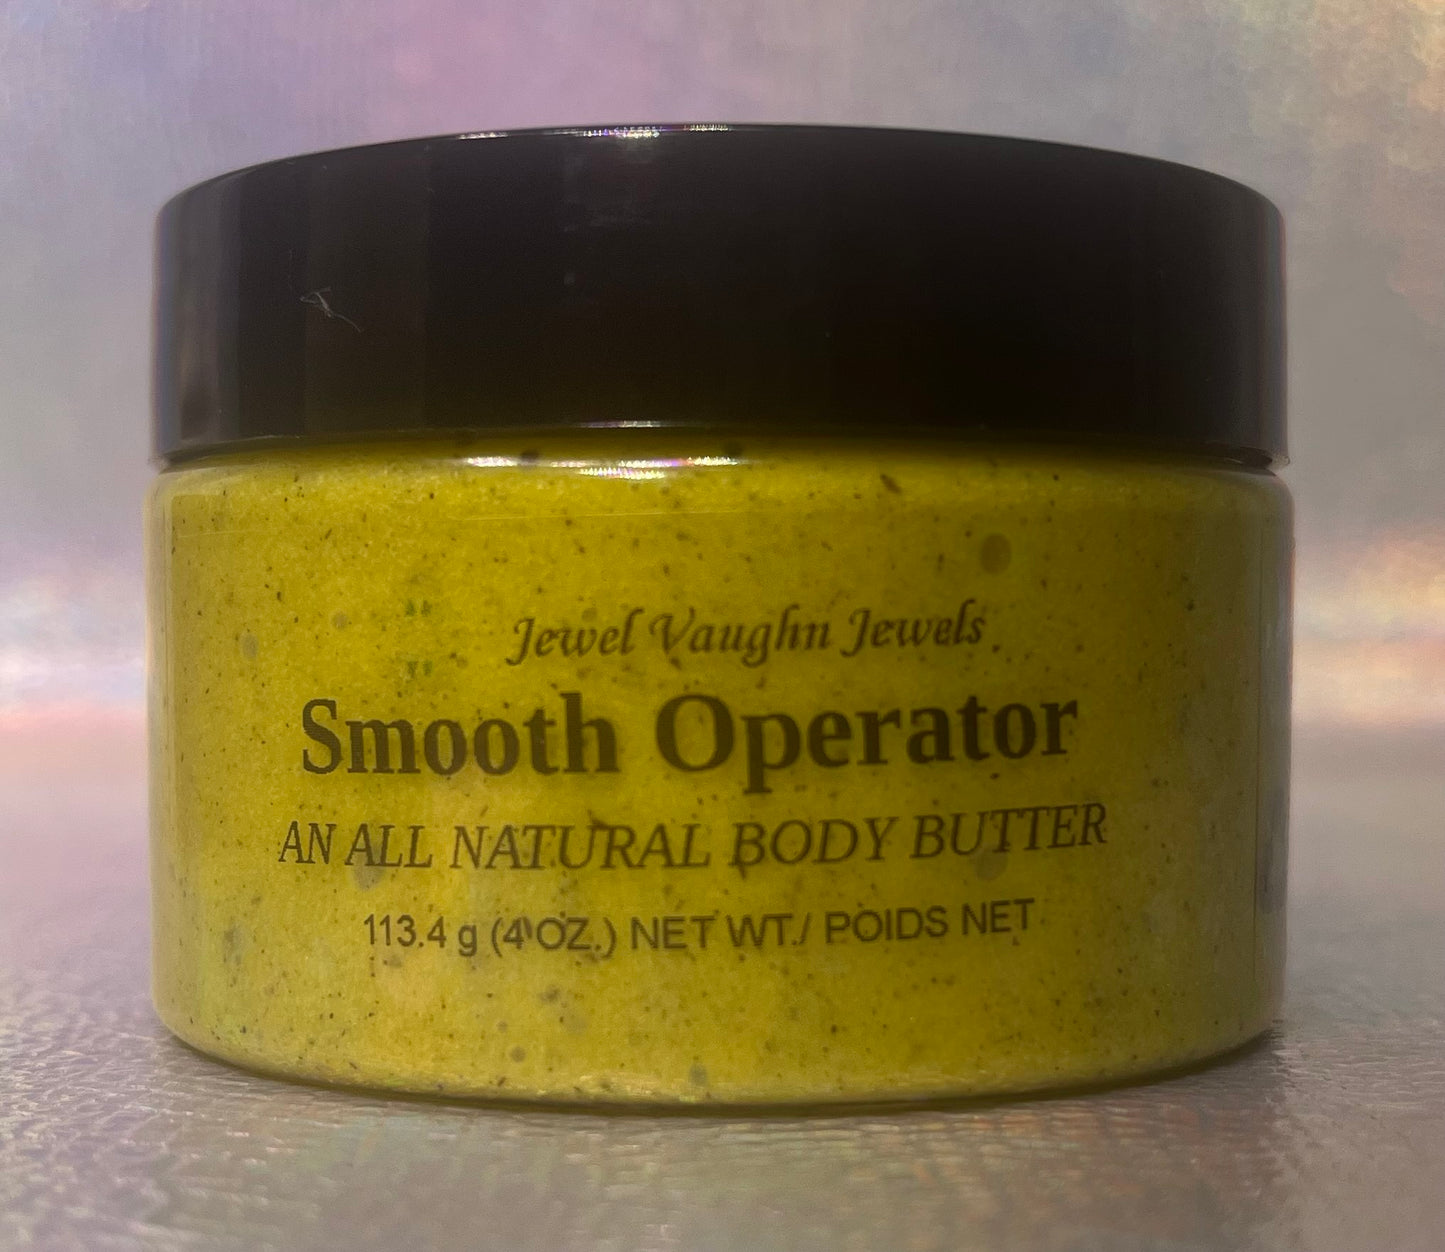 Jewel Vaughn Jewels
Smooth Operator
AN ALL NATURAL BODY BUTTER
113.4 g (4 OZ.) NET WT./ POIDS NET